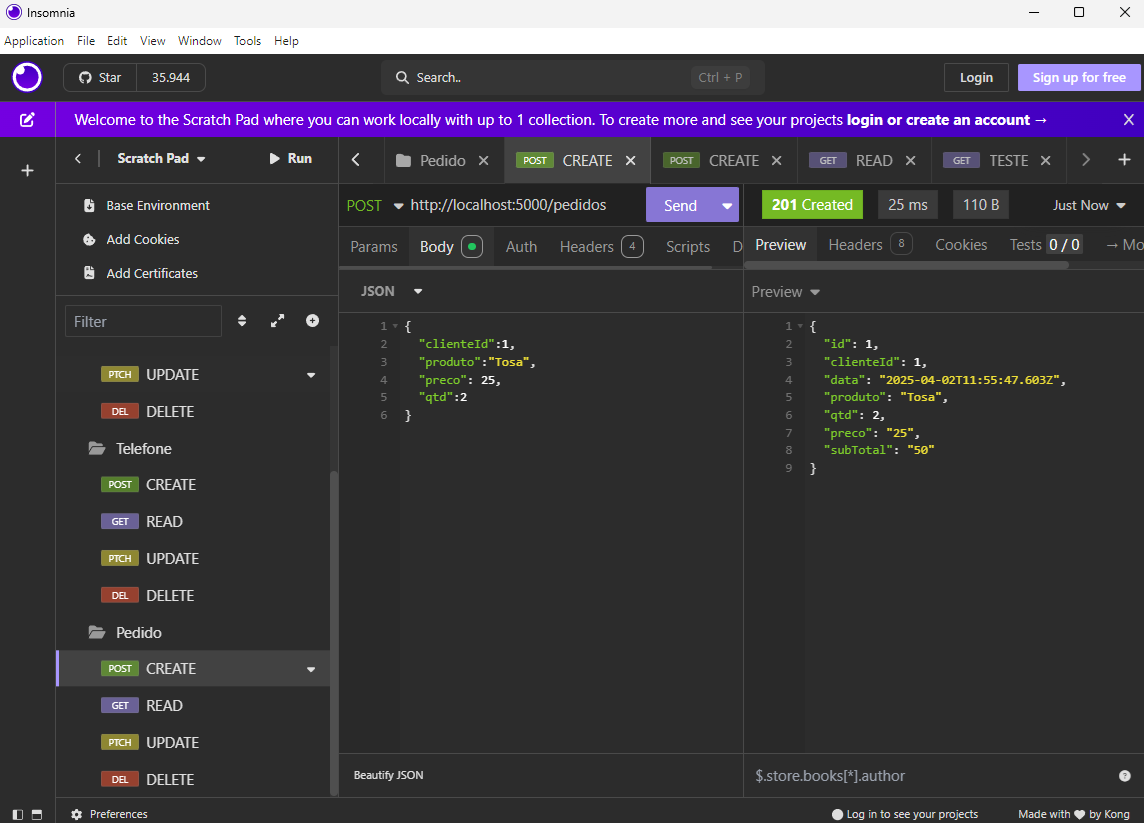 Insomnia
Application File Edit View Window Tools Help
Star 35.944 Search.. Ctrl + P Login Sign up for free
Welcome to the Scratch Pad where you can work locally with up to 1 collection. To create more and see your projects login or create an account →
Scratch Pad Run
Base Environment
Add Cookies
Add Certificates
Filter
PTCH UPDATE
DEL DELETE
Telefone
POST CREATE
GET READ
PTCH UPDATE
DEL DELETE
Pedido
POST CREATE
GET READ
PTCH UPDATE
DEL DELETE
Pedido POST CREATE POST CREATE GET READ GET TESTE
POST http://localhost:5000/pedidos Send
Params Body Auth Headers 4 Scripts D
JSON
1 {
2 "clienteId":1,
3 "produto":"Tosa",
4 "preco": 25,
5 "qtd":2
6 }
Beautify JSON
201 Created 25 ms 110 B Just Now
Preview Headers 8 Cookies Tests 0 / 0 → Mo
Preview
1 {
2 "id": 1,
3 "clienteId": 1,
4 "data": "2025-04-02T11:55:47.603Z",
5 "produto": "Tosa",
6 "qtd": 2,
7 "preco": "25",
8 "subTotal": "50"
9 }
$.store.books[*].author
Preferences Log in to see your projects Made with ♥ by Kong